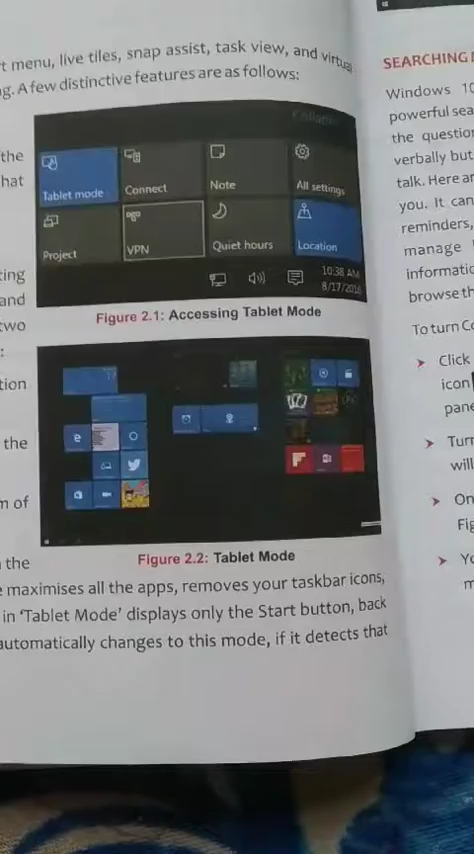 t menu, live tiles, snap assist, task view, and virtual
g. A few distinctive features are as follows:
the
hat
ting
and
two
:
tion
the
m of
the
Tablet mode
Connect
Note
All settings
Project
VPN
Quiet hours
Location
10:38 AM
8/17/2016
Figure 2.1: Accessing Tablet Mode
Figure 2.2: Tablet Mode
e maximises all the apps, removes your taskbar icons,
in ‘Tablet Mode’ displays only the Start button, back
automatically changes to this mode, if it detects that
SEARCHING
Windows 10
powerful sea
the question
verbally but
talk. Here ar
you. It can
reminders,
manage
informatic
browse th
To turn Co
➤ Click
icon
pane
➤ Turn
will
➤ On
Fig
➤ Yo
m